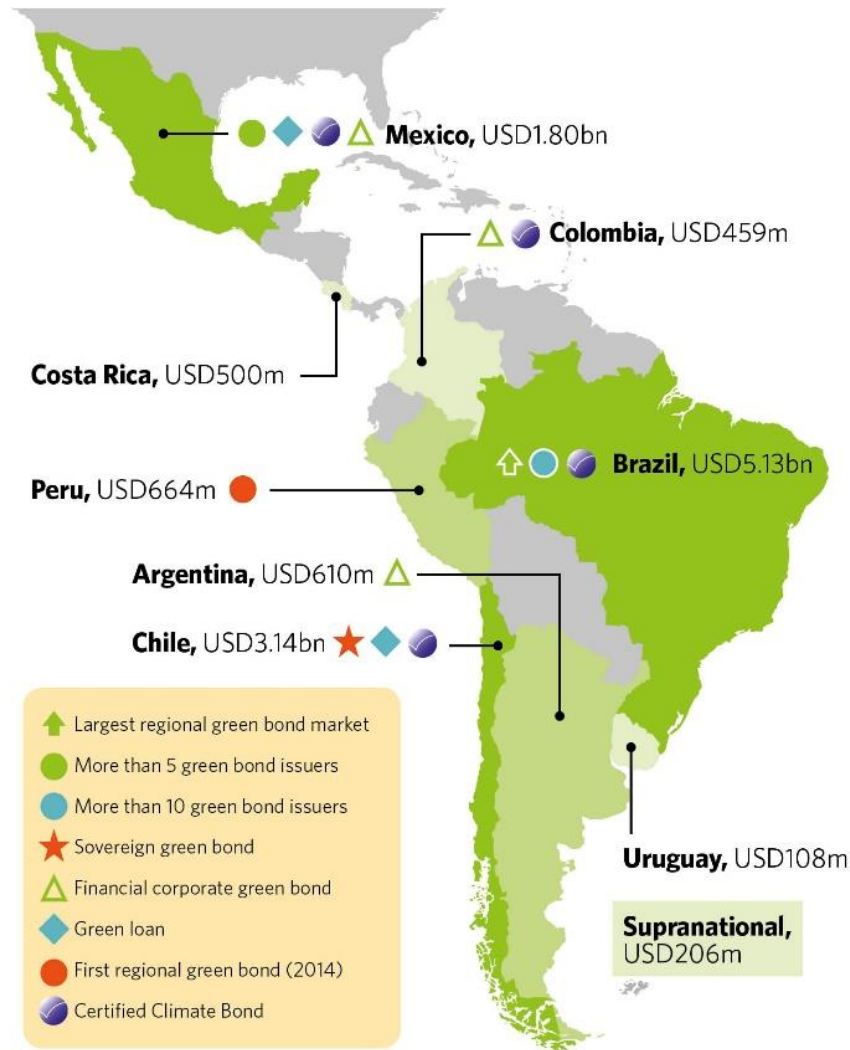 Mexico, USD1.80bn
Colombia, USD459m
Costa Rica, USD500m
Brazil, USD5.13bn
Peru, USD664m
Argentina, USD610m
Chile, USD3.14bn
Largest regional green bond market
More than 5 green bond issuers
More than 10 green bond issuers
Sovereign green bond
Financial corporate green bond
Green loan
First regional green bond (2014)
Certified Climate Bond
Uruguay, USD108m
Supranational,
USD206m